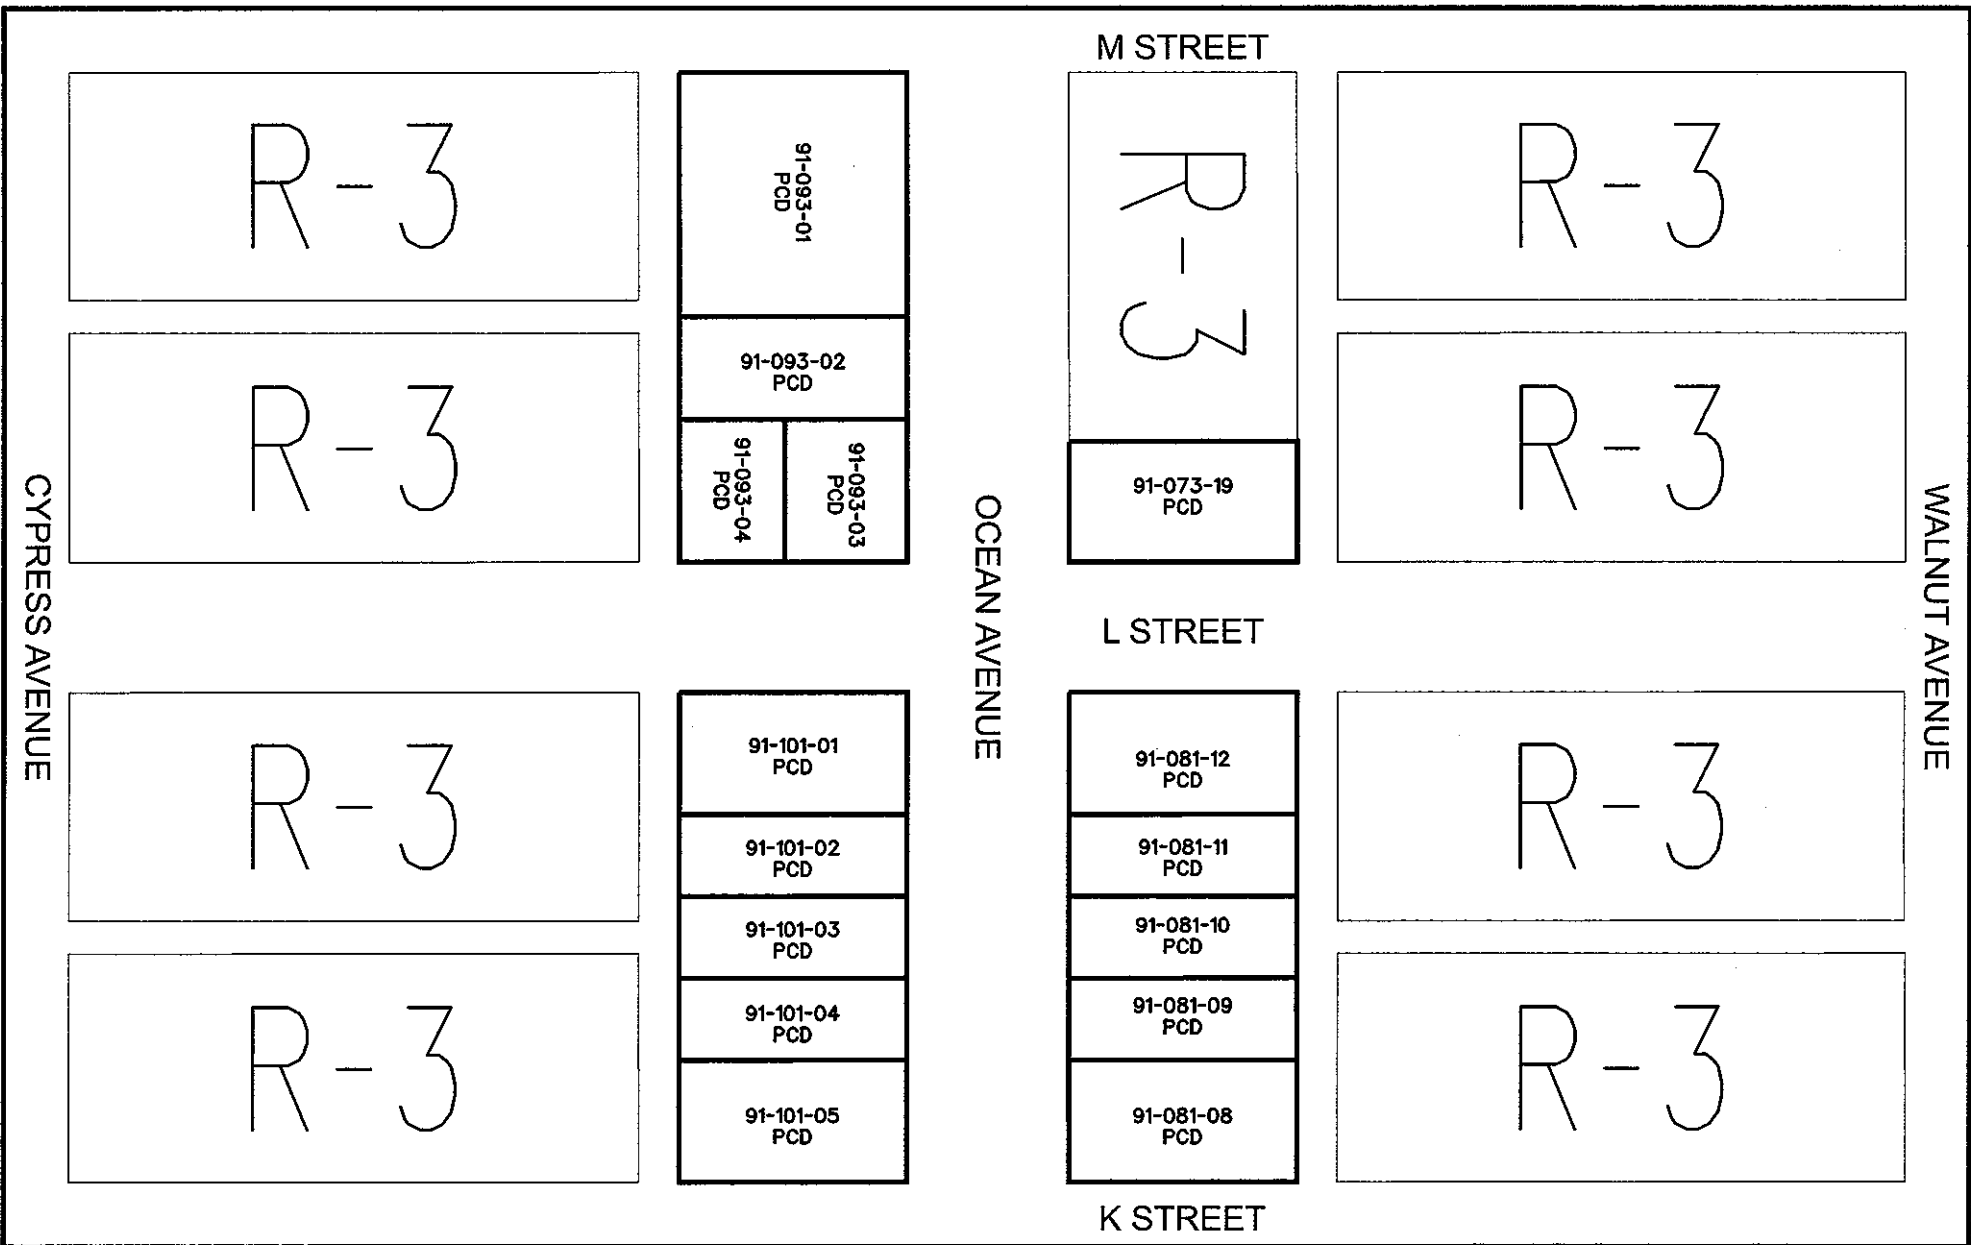 M STREET
R-3
91-093-01
PCD
R-3
R-3
R-3
91-093-02
PCD
91-093-04
PCD
91-093-03
PCD
91-073-19
PCD
R-3
CYPRESS AVENUE
OCEAN AVENUE
WALNUT AVENUE
L STREET
R-3
91-101-01
PCD
91-101-02
PCD
91-101-03
PCD
91-101-04
PCD
91-101-05
PCD
91-081-12
PCD
91-081-11
PCD
91-081-10
PCD
91-081-09
PCD
91-081-08
PCD
R-3
R-3
R-3
K STREET